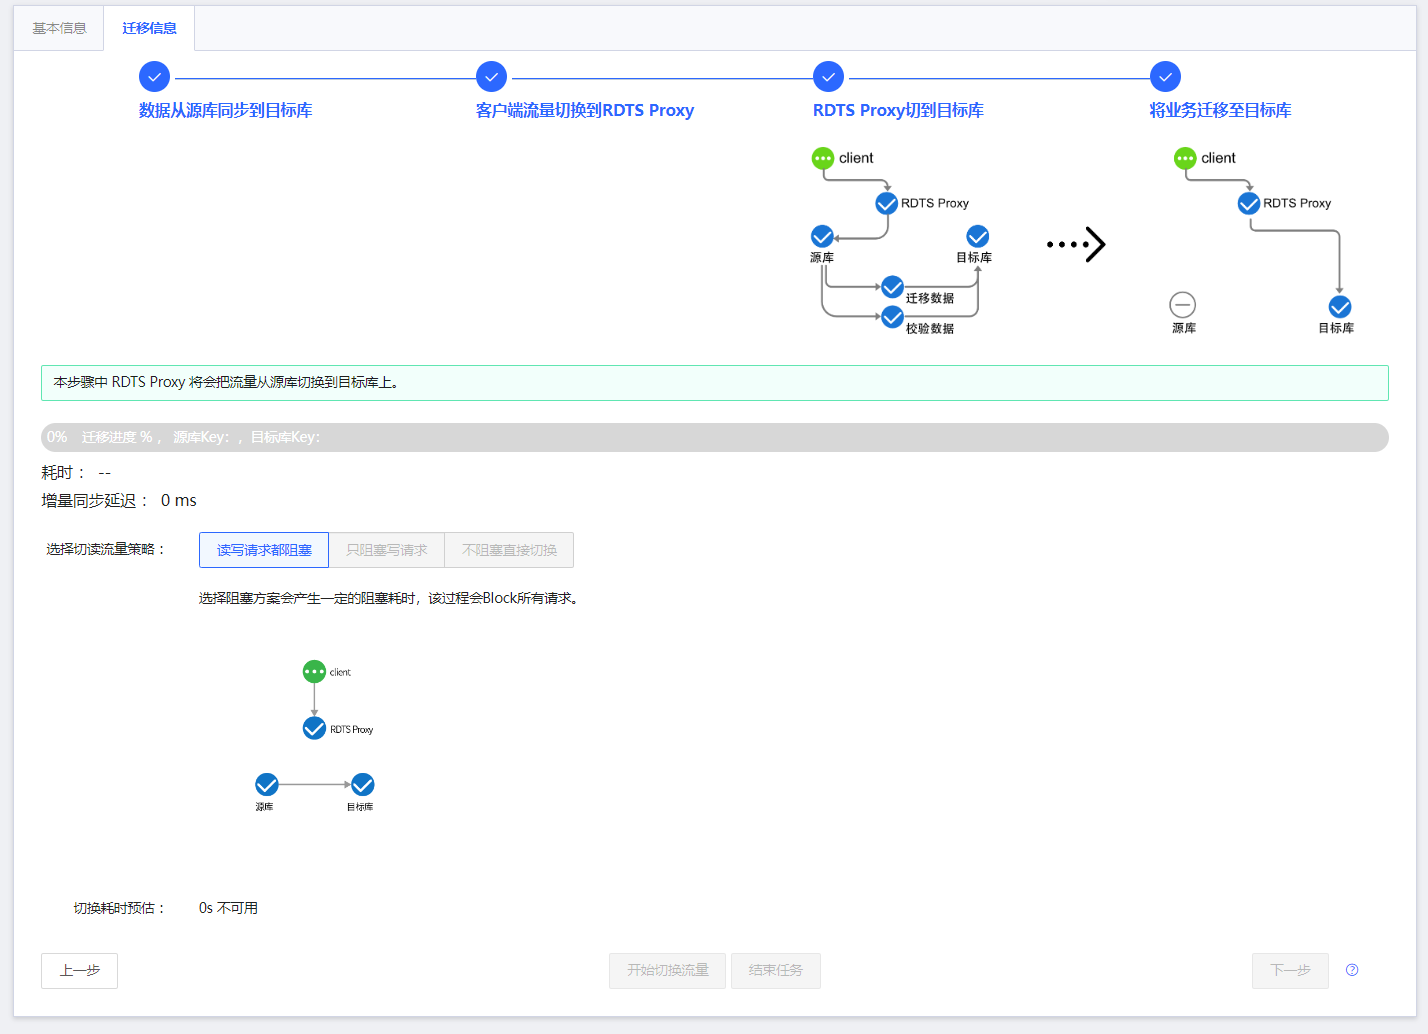 基本信息 迁移信息
数据从源库同步到目标库 客户端流量切换到RDTS Proxy RDTS Proxy切到目标库 将业务迁移至目标库
client
RDTS Proxy
源库
目标库
迁移数据
校验数据
client
RDTS Proxy
源库
目标库
本步骤中 RDTS Proxy 将会把流量从源库切换到目标库上。
0% 迁移进度 % ， 源库Key: ，目标库Key:
耗时： --
增量同步延迟： 0 ms
选择切读流量策略： 读写请求都阻塞 只阻塞写请求 不阻塞直接切换
选择阻塞方案会产生一定的阻塞耗时，该过程会Block所有请求。
client
RDTS Proxy
源库 目标库
切换耗时预估： 0s 不可用
上一步 开始切换流量 结束任务 下一步